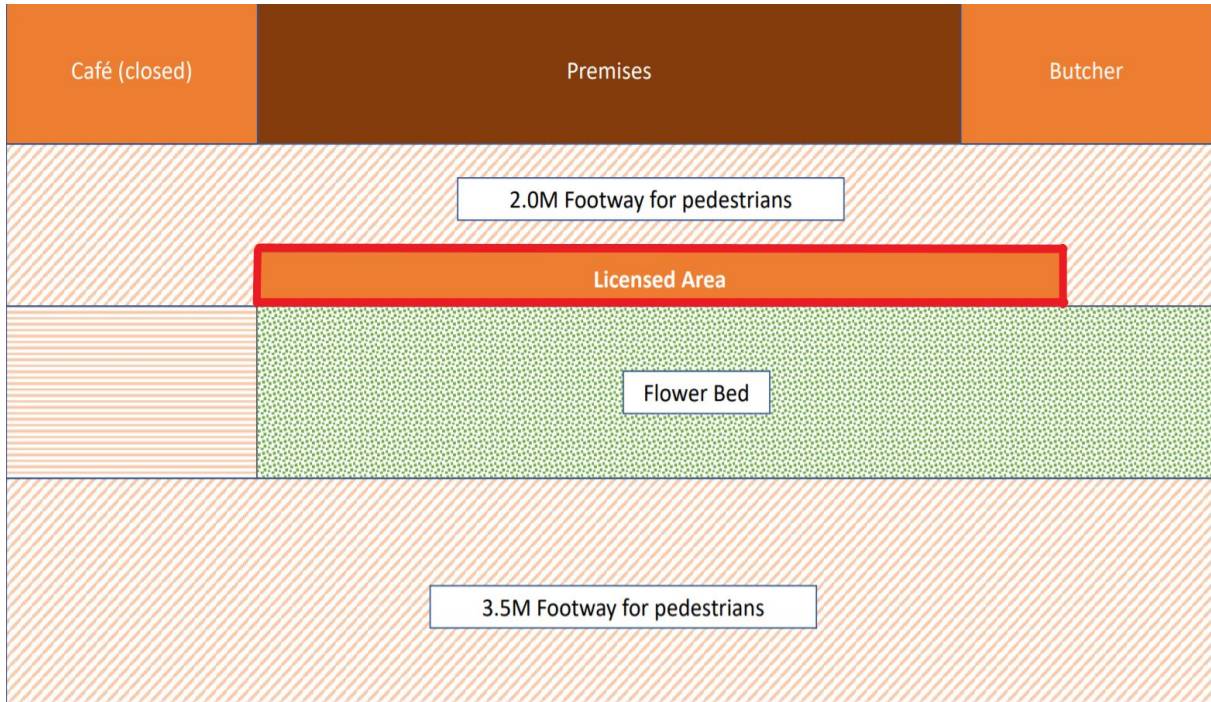 Café (closed)
Premises
Butcher
2.0M Footway for pedestrians
Licensed Area
Flower Bed
3.5M Footway for pedestrians